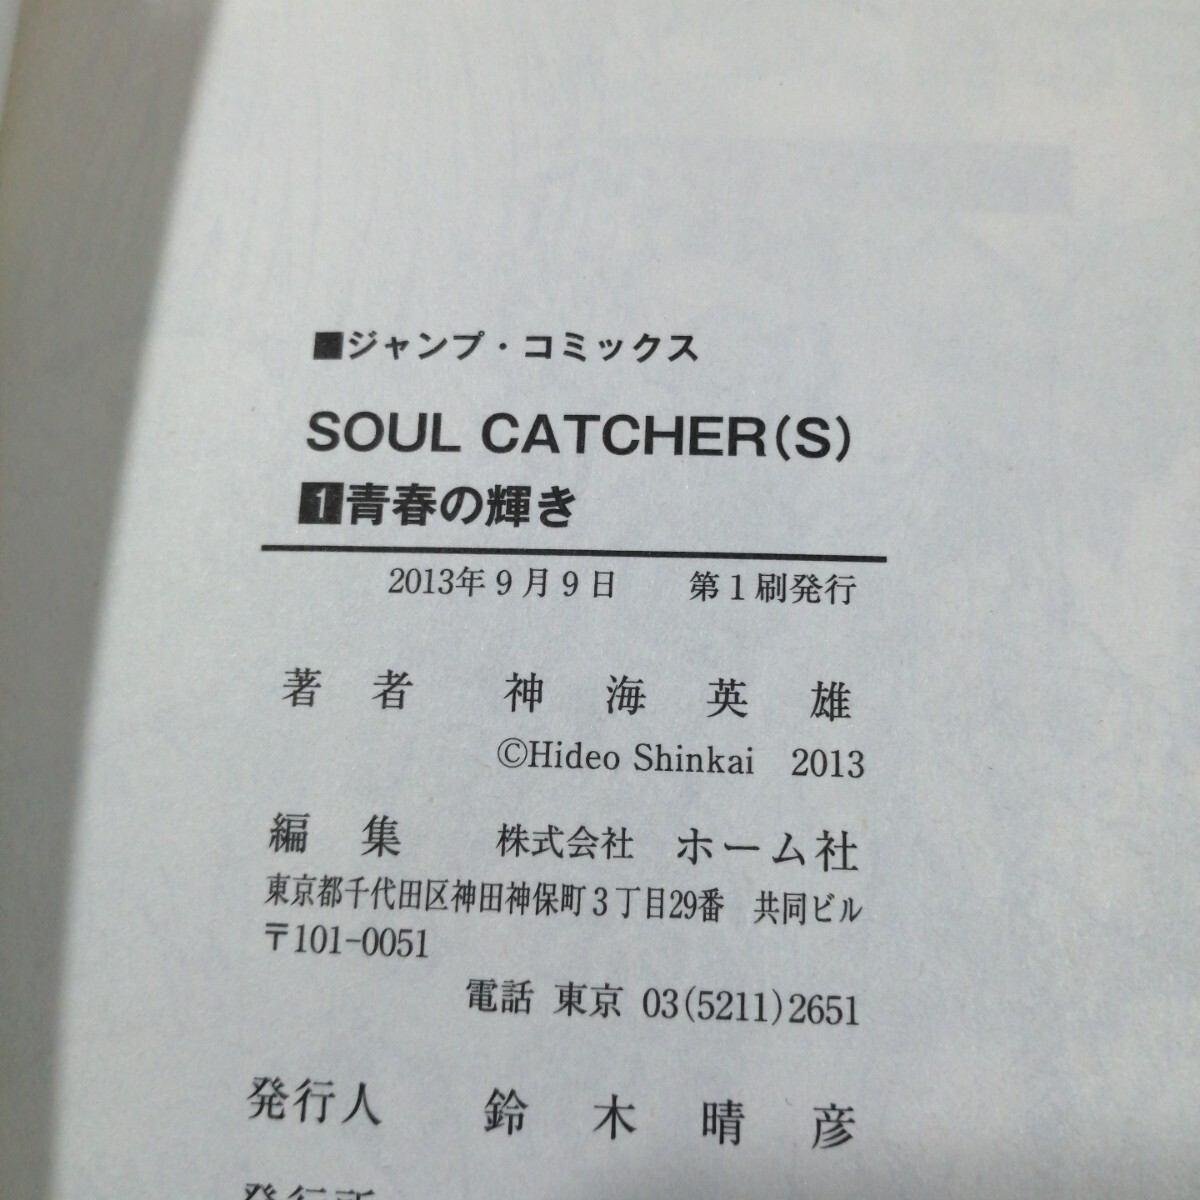 ■ジャンプ・コミックス
SOUL CATCHER(S)
1青春の輝き
2013年9月9日 第1刷発行
著者 神海英雄
©Hideo Shinkai 2013
編集 株式会社 ホーム社
東京都千代田区神田神保町3丁目29番 共同ビル
〒101-0051
電話 東京 03(5211)2651
発行人 鈴木晴彦
発行所